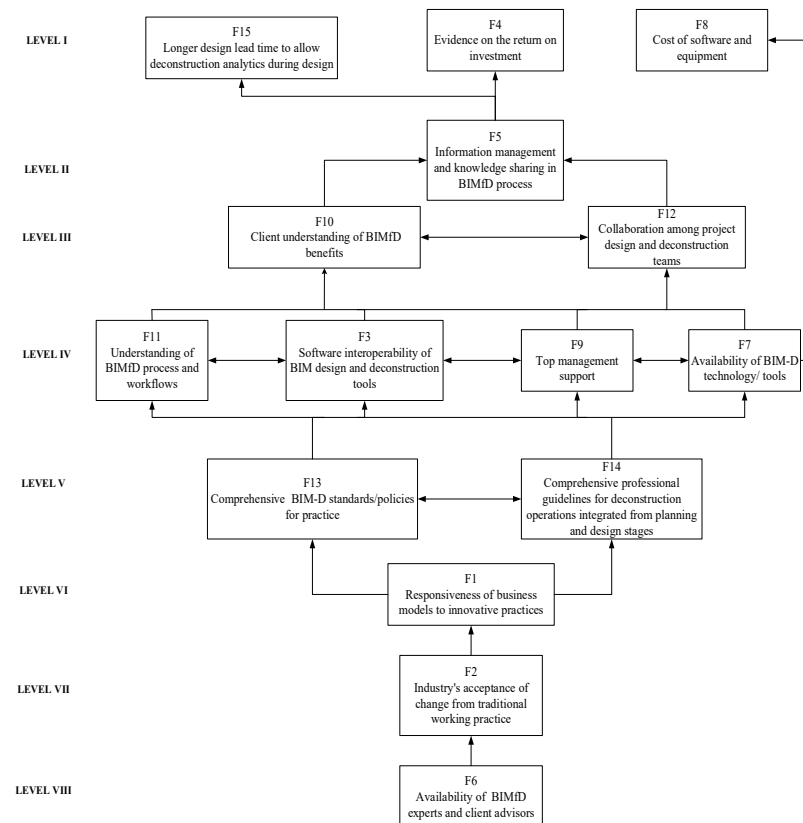 LEVEL I
F15
Longer design lead time to allow
deconstruction analytics during design
F4
Evidence on the return on
investment
F8
Cost of software and
equipment
LEVEL II
F5
Information management
and knowledge sharing in
BIMfD process
LEVEL III
F10
Client understanding of BIMfD
benefits
F12
Collaboration among project
design and deconstruction
teams
LEVEL IV
F11
Understanding of
BIMfD process and
workflows
F3
Software interoperability of
BIM design and deconstruction
tools
F9
Top management
support
F7
Availability of BIM-D
technology/ tools
LEVEL V
F13
Comprehensive BIM-D standards/policies
for practice
F14
Comprehensive professional
guidelines for deconstruction
operations integrated from planning
and design stages
LEVEL VI
F1
Responsiveness of business
models to innovative practices
LEVEL VII
F2
Industry's acceptance of
change from traditional
working practice
LEVEL VIII
F6
Availability of BIMfD
experts and client advisors